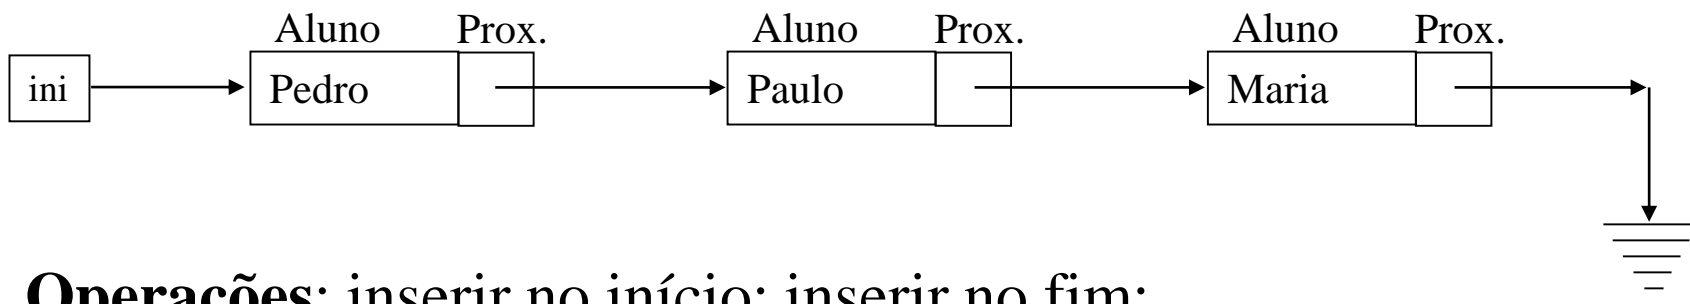 Aluno Prox. Aluno Prox. Aluno Prox.
ini Pedro Paulo Maria
Operações: inserir no início; inserir no fim;